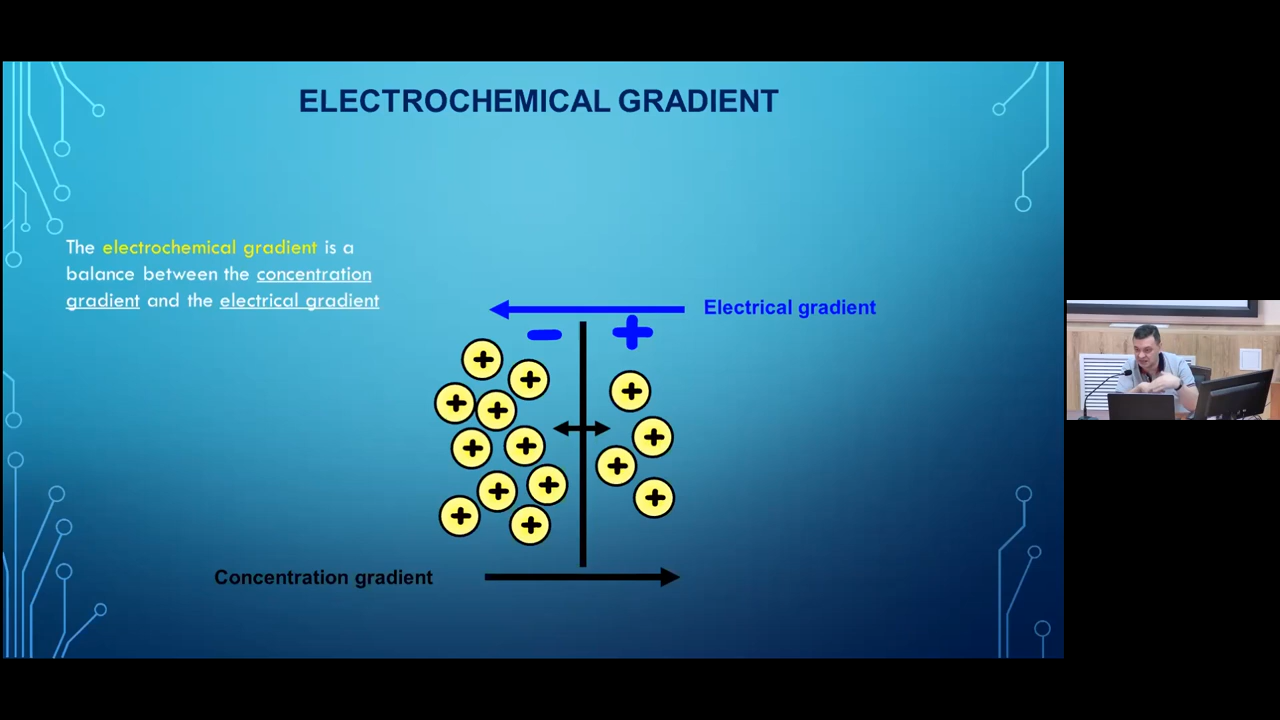 ELECTROCHEMICAL GRADIENT
The electrochemical gradient is a
balance between the concentration
gradient and the electrical gradient
Electrical gradient
Concentration gradient